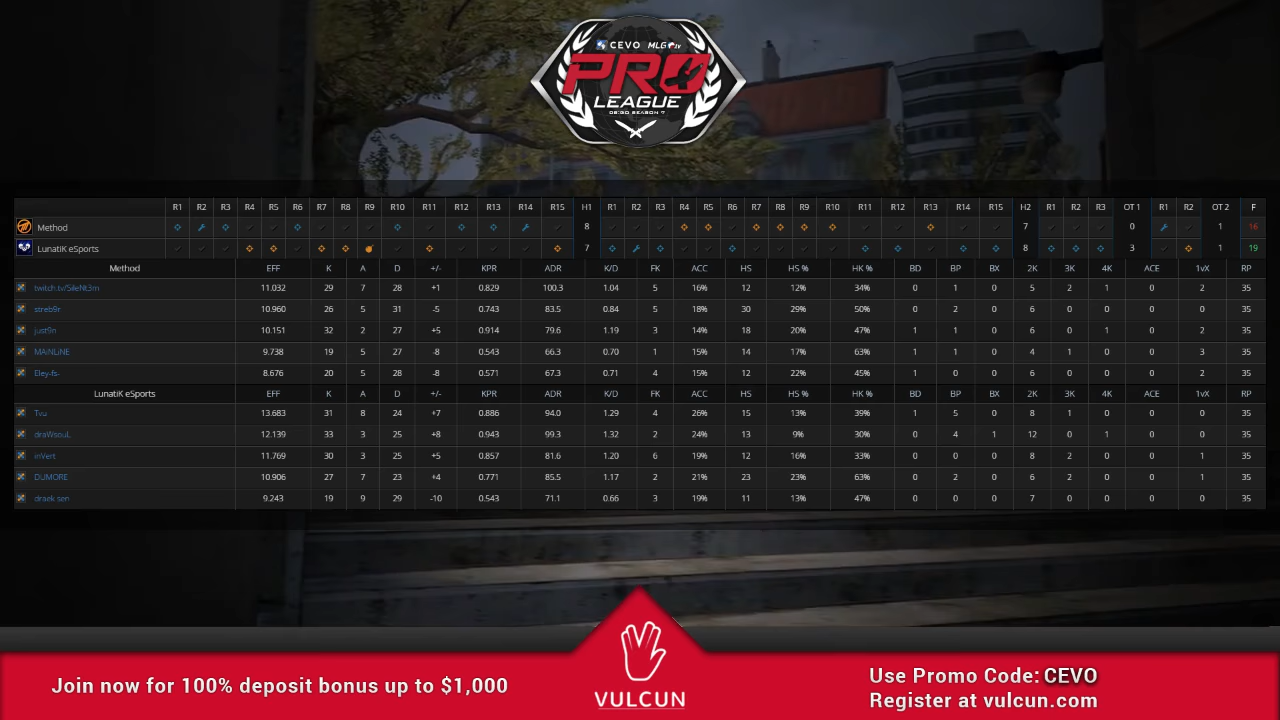 CEVO MLG.tv
PRO
LEAGUE
CS:GO SEASON 7
R1 R2 R3 R4 R5 R6 R7 R8 R9 R10 R11 R12 R13 R14 R15 H1 R1 R2 R3 R4 R5 R6 R7 R8 R9 R10 R11 R12 R13 R14 R15 H2 R1 R2 R3 OT 1 R1 R2 OT 2 F
Method 8 7 0 1 16
LunatiK eSports 7 8 3 1 19
Method EFF K A D +/- KPR ADR K/D FK ACC HS HS % HK % BD BP BX 2K 3K 4K ACE 1vX RP
twitch.tv/SileNt3m 11.032 29 7 28 +1 0.829 100.3 1.04 5 16% 12 12% 34% 0 1 0 5 2 1 0 2 35
streb9r 10.960 26 5 31 -5 0.743 83.5 0.84 5 18% 30 29% 50% 0 2 0 6 0 0 0 0 35
just9n 10.151 32 2 27 +5 0.914 79.6 1.19 3 14% 18 20% 47% 1 1 0 6 0 1 0 2 35
MAiNLiNE 9.738 19 5 27 -8 0.543 66.3 0.70 1 15% 14 17% 63% 1 1 0 4 1 0 0 3 35
Eley-fs- 8.676 20 5 28 -8 0.571 67.3 0.71 4 15% 12 22% 45% 1 0 0 6 0 0 0 2 35
LunatiK eSports EFF K A D +/- KPR ADR K/D FK ACC HS HS % HK % BD BP BX 2K 3K 4K ACE 1vX RP
Tvu 13.683 31 8 24 +7 0.886 94.0 1.29 4 26% 15 13% 39% 1 5 0 8 1 0 0 0 35
draWsouL 12.139 33 3 25 +8 0.943 99.3 1.32 2 24% 13 9% 30% 0 4 1 12 0 1 0 0 35
inVert 11.769 30 3 25 +5 0.857 81.6 1.20 6 19% 12 16% 33% 0 0 0 8 2 0 0 1 35
DUMORE 10.906 27 7 23 +4 0.771 85.5 1.17 2 21% 23 23% 63% 0 2 0 6 2 0 0 1 35
draek sen 9.243 19 9 29 -10 0.543 71.1 0.66 3 19% 11 13% 47% 0 0 0 7 0 0 0 0 35
Join now for 100% deposit bonus up to $1,000
VULCUN
Use Promo Code: CEVO
Register at vulcun.com